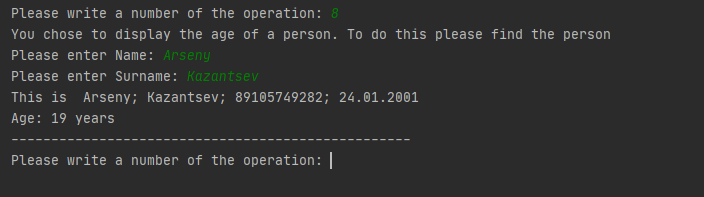 Please write a number of the operation: 8
You chose to display the age of a person. To do this please find the person
Please enter Name: Arseny
Please enter Surname: Kazantsev
This is  Arseny; Kazantsev; 89105749282; 24.01.2001
Age: 19 years
--------------------------------------------------
Please write a number of the operation: